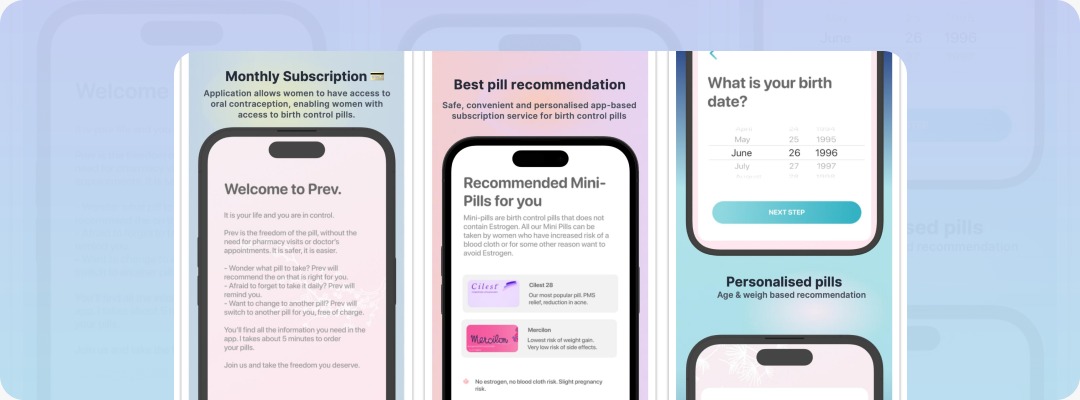 Monthly Subscription
Application allows women to have access to
oral contraception, enabling women with
access to birth control pills.
Welcome to Prev.
It is your life and you are in control.
Prev is the freedom of the pill, without the
need for pharmacy visits or doctor's
appointments. It is safer, it is easier.
- Wonder what pill to take? Prev will
recommend the on that is right for you.
- Afraid to forget to take it daily? Prev will
remind you.
- Want to change to another pill? Prev will
switch to another pill for you, free of charge.
You'll find all the information you need in the
app. I takes about 5 minutes to order
your pills.
Join us and take the freedom you deserve.
Best pill recommendation
Safe, convenient and personalised app-based
subscription service for birth control pills
Recommended Mini-
Pills for you
Mini-pills are birth control pills that does not
contain Estrogen. All our Mini Pills can be
taken by women who have increased risk of a
blood cloth or for some other reason want to
avoid Estrogen.
Cilest
Cilest 28
Our most popular pill. PMS
relief, reduction in acne.
Mercilon
Mercilon
Lowest risk of weight gain.
Very low risk of side effects.
No estrogen, no blood cloth risk. Slight pregnancy
risk.
What is your birth
date?
May 25 1995
June 26 1996
July 27 1997
NEXT STEP
Personalised pills
Age & weigh based recommendation